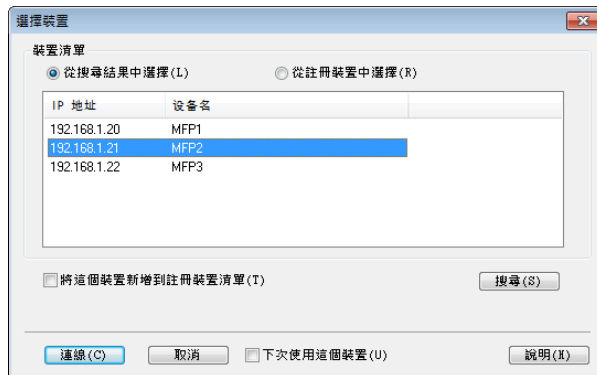 選擇裝置
裝置清單
從搜尋結果中選擇(L) 從註冊裝置中選擇(R)
IP 地址 设备名
192.168.1.20 MFP1
192.168.1.21 MFP2
192.168.1.22 MFP3
將這個裝置新增到註冊裝置清單(T) 搜尋(S)
連線(C) 取消 下次使用這個裝置(U) 說明(H)